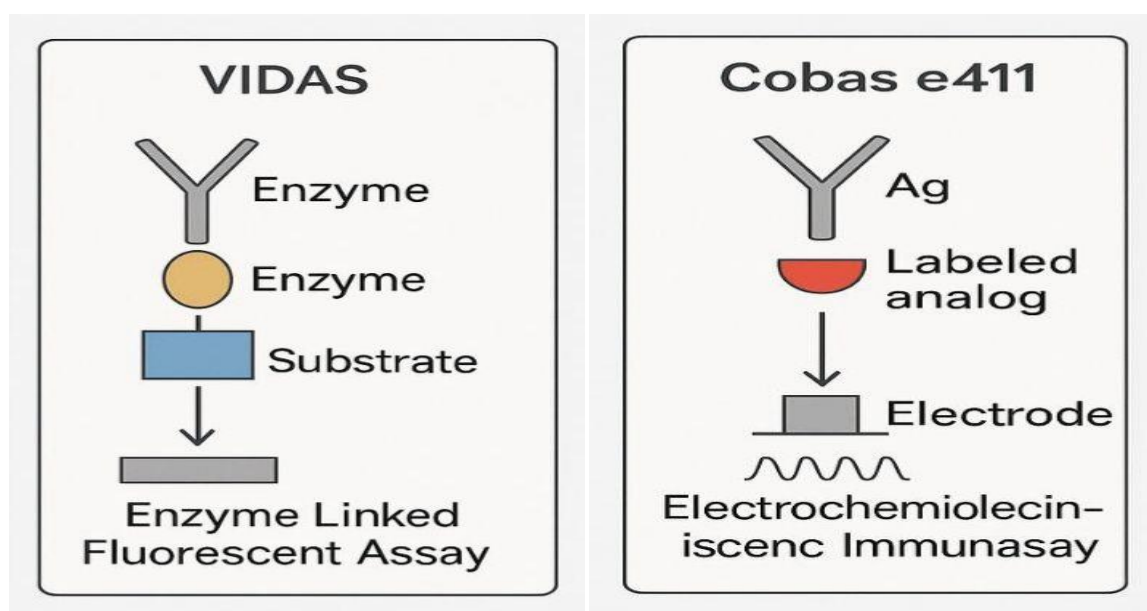 VIDAS
Enzyme
Enzyme
Substrate
Enzyme Linked
Fluorescent Assay
Cobas e411
Ag
Labeled
analog
Electrode
Electrochemiolecin-
iscenc Immunasay